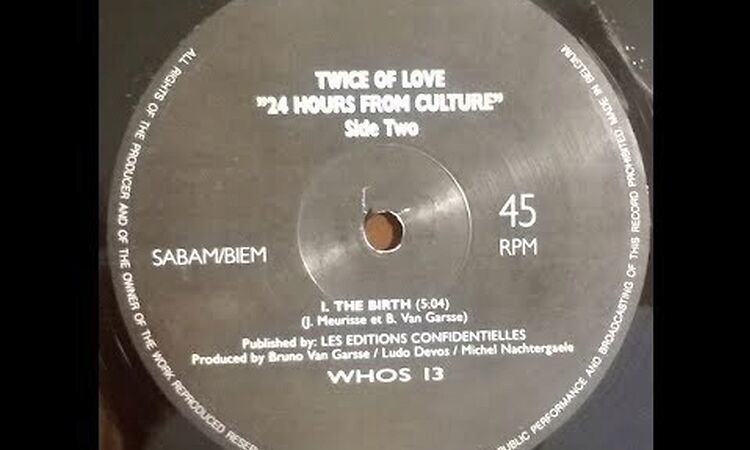 TWICE OF LOVE
"24 HOURS FROM CULTURE"
Side Two
45
RPM
SABAM/BIEM
1. THE BIRTH (5:04)
(J. Meurisse et B. Van Garsse)
Published by: LES EDITIONS CONFIDENTIELLES
Produced by Bruno Van Garsse / Ludo Devos / Michel Nachtergaele
WHOS 13
ALL RIGHTS OF THE PRODUCER AND OF THE OWNER OF THE WORK REPRODUCED
PUBLIC PERFORMANCE AND BROADCASTING OF THIS RECORD PROHIBITED MADE IN BELGIUM